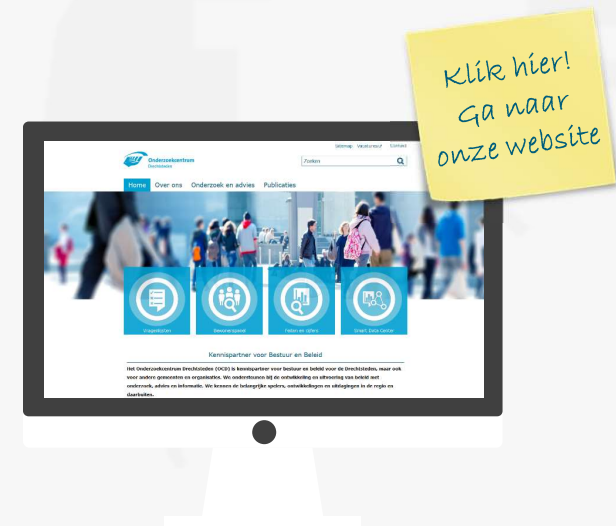 Klik hier!
Ga naar
onze website
Sitemap Vacatures Contact
Onderzoekcentrum
Drechtsteden
Zoeken
Home Over ons Onderzoek en advies Publicaties
Vragenlijsten Bewonerspanel Feiten en cijfers Smart Data Center
Kennispartner voor Bestuur en Beleid
Het Onderzoekcentrum Drechtsteden (OCD) is kennispartner voor bestuur en beleid voor de Drechtsteden, maar ook
voor andere gemeenten en organisaties. We ondersteunen bij de ontwikkeling en uitvoering van beleid met
onderzoek, advies en informatie. We kennen de belangrijke spelers, ontwikkelingen en uitdagingen in de regio en
daarbuiten.